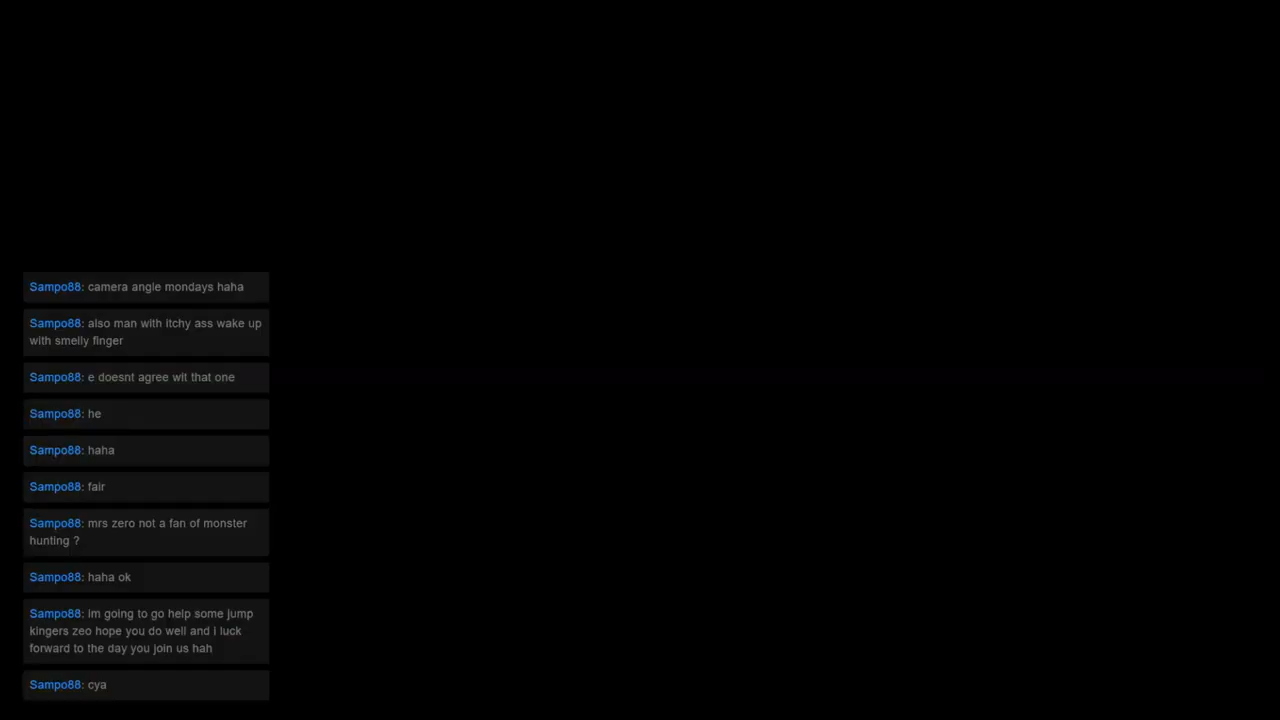 Sampo88: camera angle mondays haha
Sampo88: also man with itchy ass wake up
with smelly finger
Sampo88: e doesnt agree wit that one
Sampo88: he
Sampo88: haha
Sampo88: fair
Sampo88: mrs zero not a fan of monster
hunting ?
Sampo88: haha ok
Sampo88: im going to go help some jump
kingers zeo hope you do well and i luck
forward to the day you join us hah
Sampo88: cya